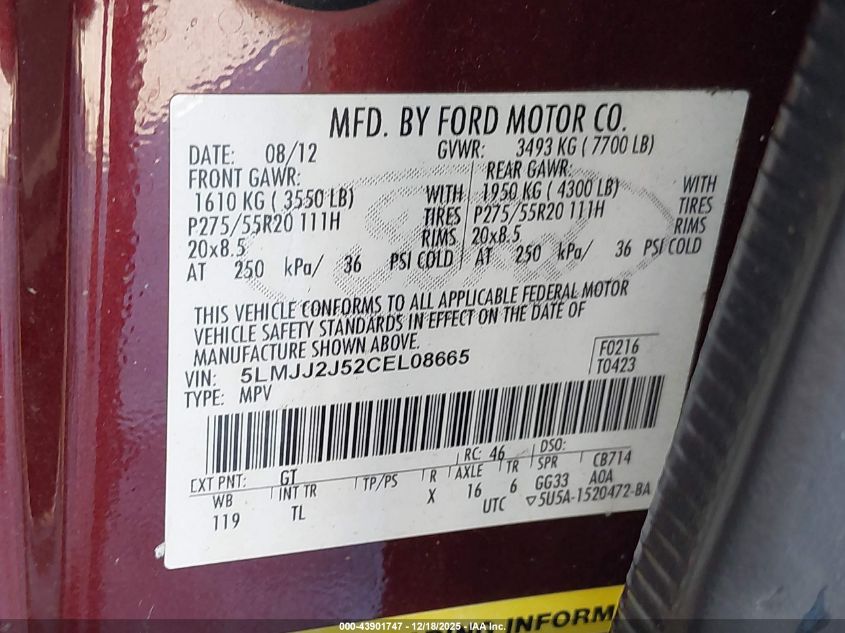 MFD. BY FORD MOTOR CO.
DATE: 08/12 GVWR: 3493 KG ( 7700 LB)
FRONT GAWR: REAR GAWR:
1610 KG ( 3550 LB) WITH 1950 KG ( 4300 LB) WITH
P275/55R20 111H TIRES P275/55R20 111H TIRES
20x8.5 RIMS 20x8.5 RIMS
AT 250 kPa/ 36 PSI COLD AT 250 kPa/ 36 PSI COLD
THIS VEHICLE CONFORMS TO ALL APPLICABLE FEDERAL MOTOR
VEHICLE SAFETY STANDARDS IN EFFECT ON THE DATE OF
MANUFACTURE SHOWN ABOVE.
VIN: 5LMJJ2J52CEL08665 F0216
TYPE: MPV T0423
EXT PNT: GT RC: 46 DSO:
WB INT TR TP/PS R AXLE TR SPR CB714
119 TL X 16 6 GG33 A0A
UTC ▽5U5A-1520472-BA
INFORM
000-43901747 - 12/18/2025 - IAA Inc.